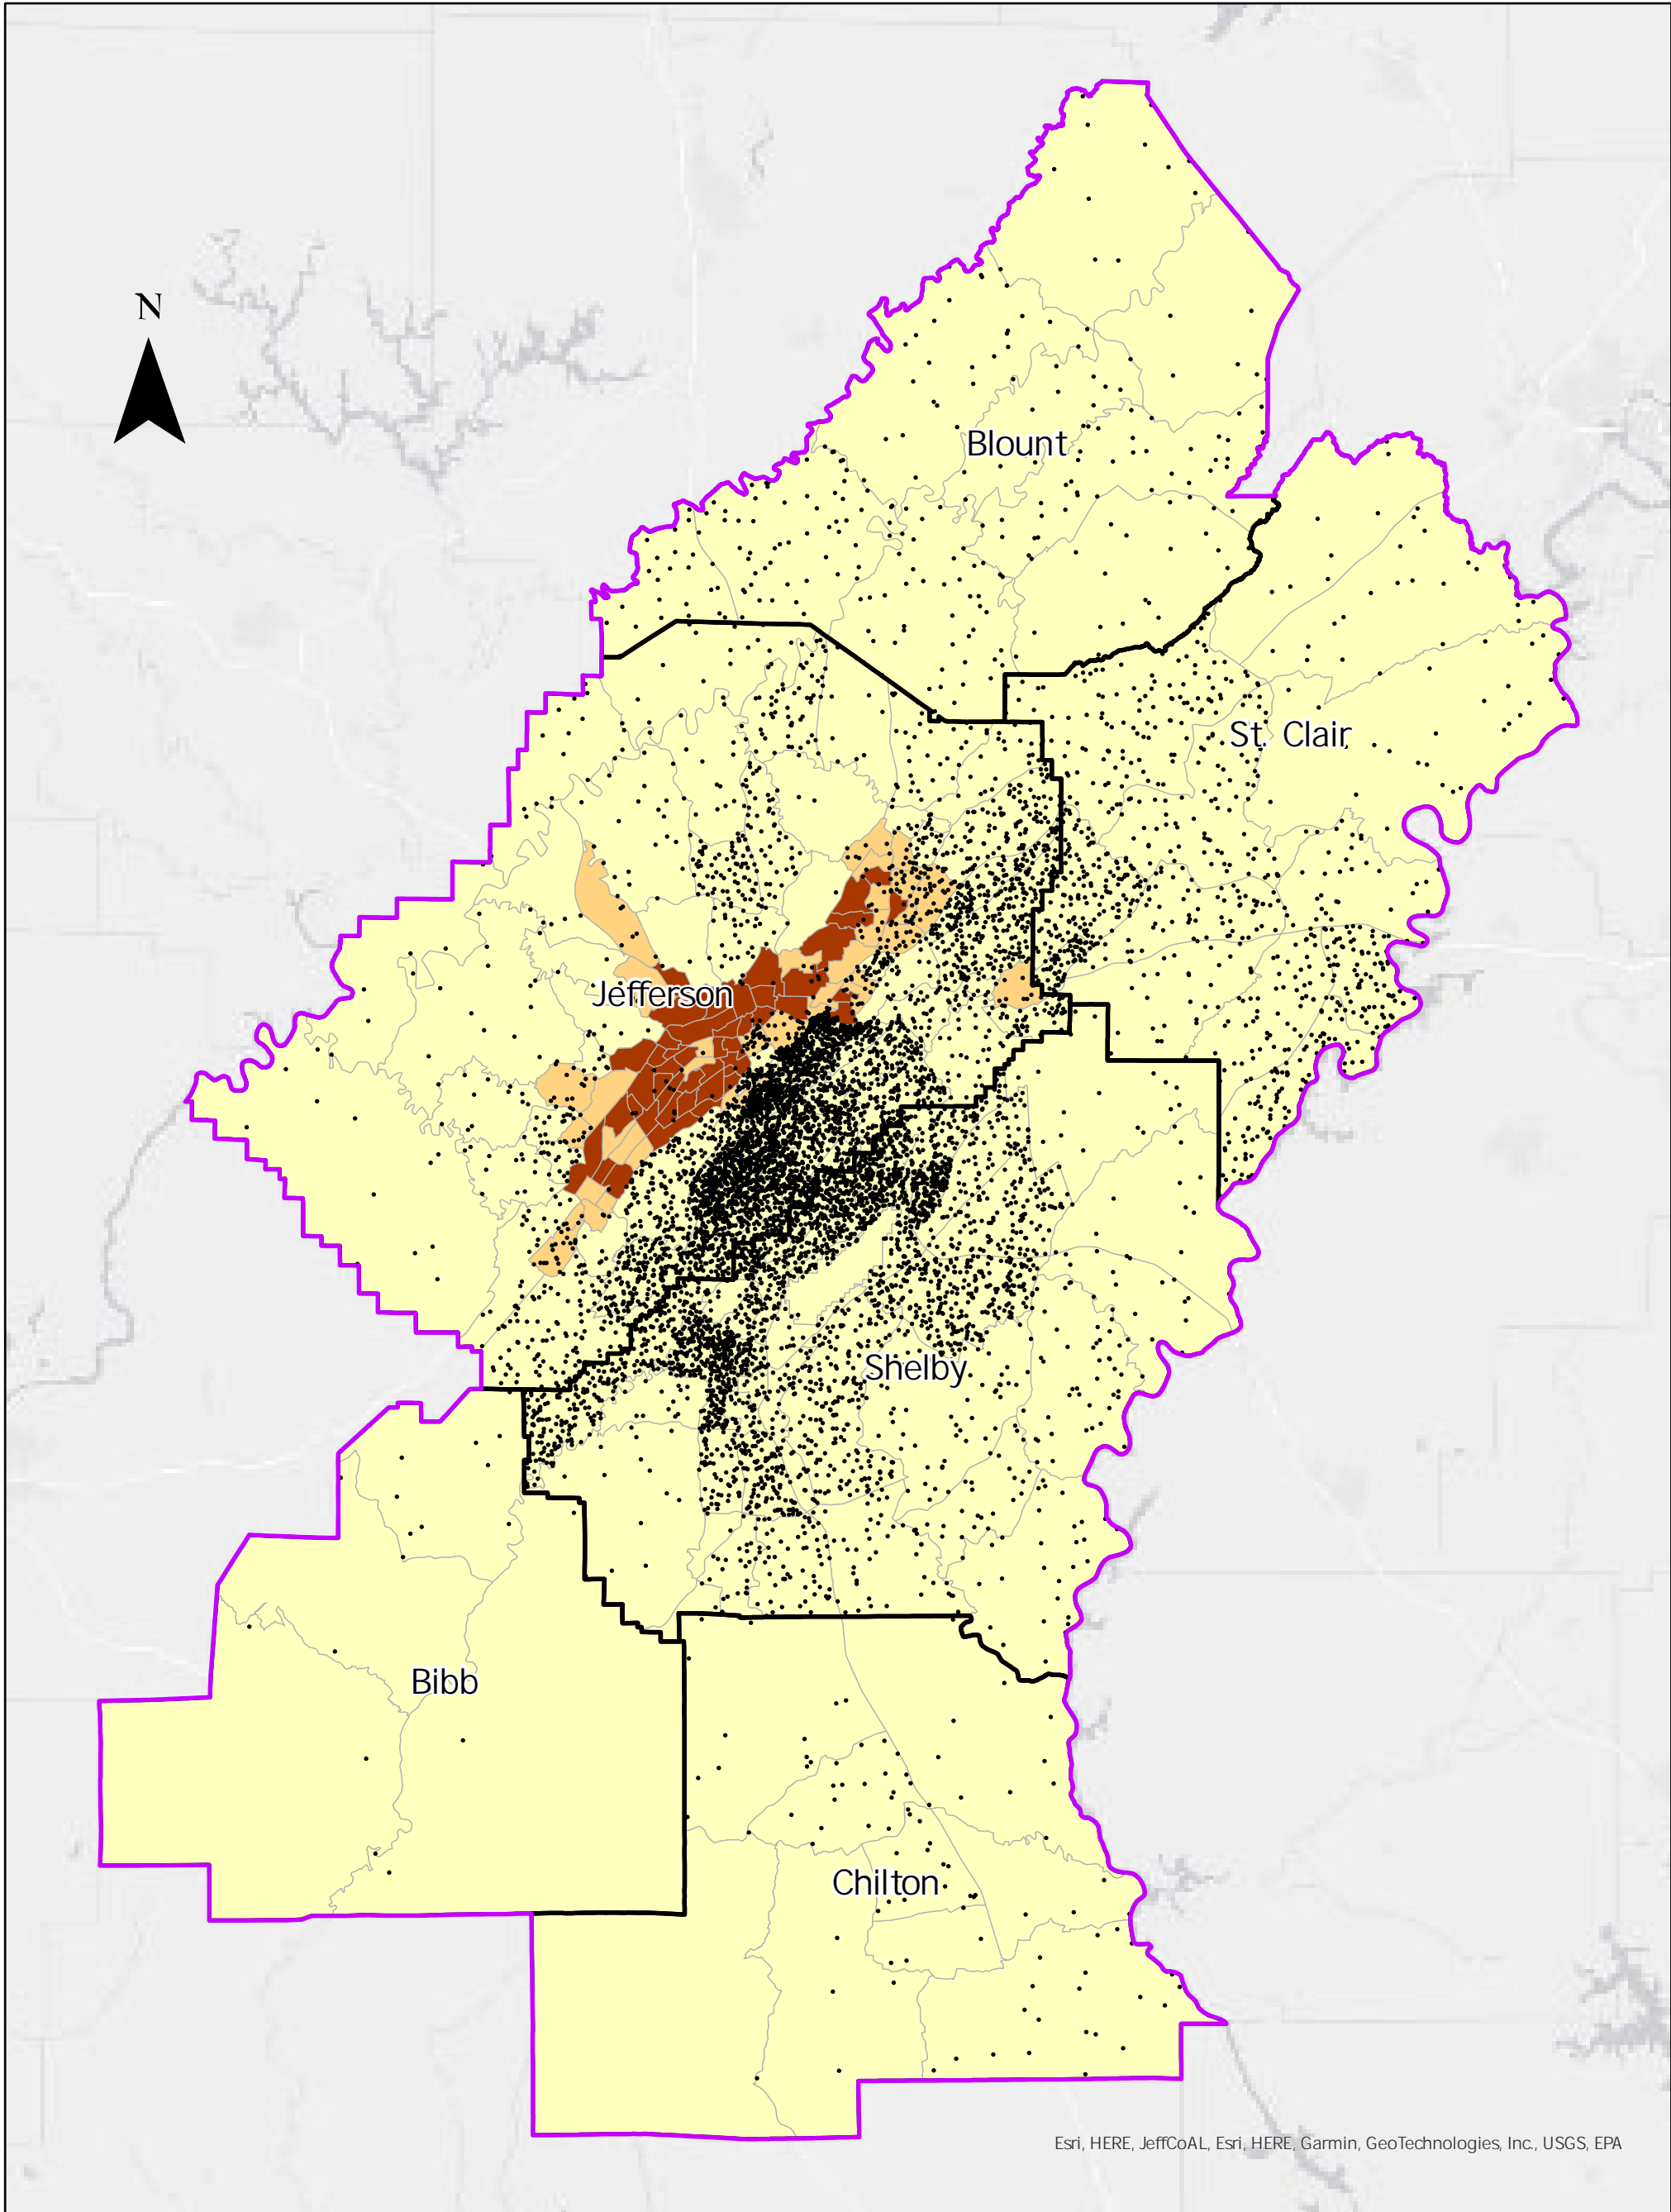 N
Blount
St. Clair
Jefferson
Shelby
Bibb
Chilton
Esri, HERE, JeffCoAL, Esri, HERE, Garmin, GeoTechnologies, Inc., USGS, EPA